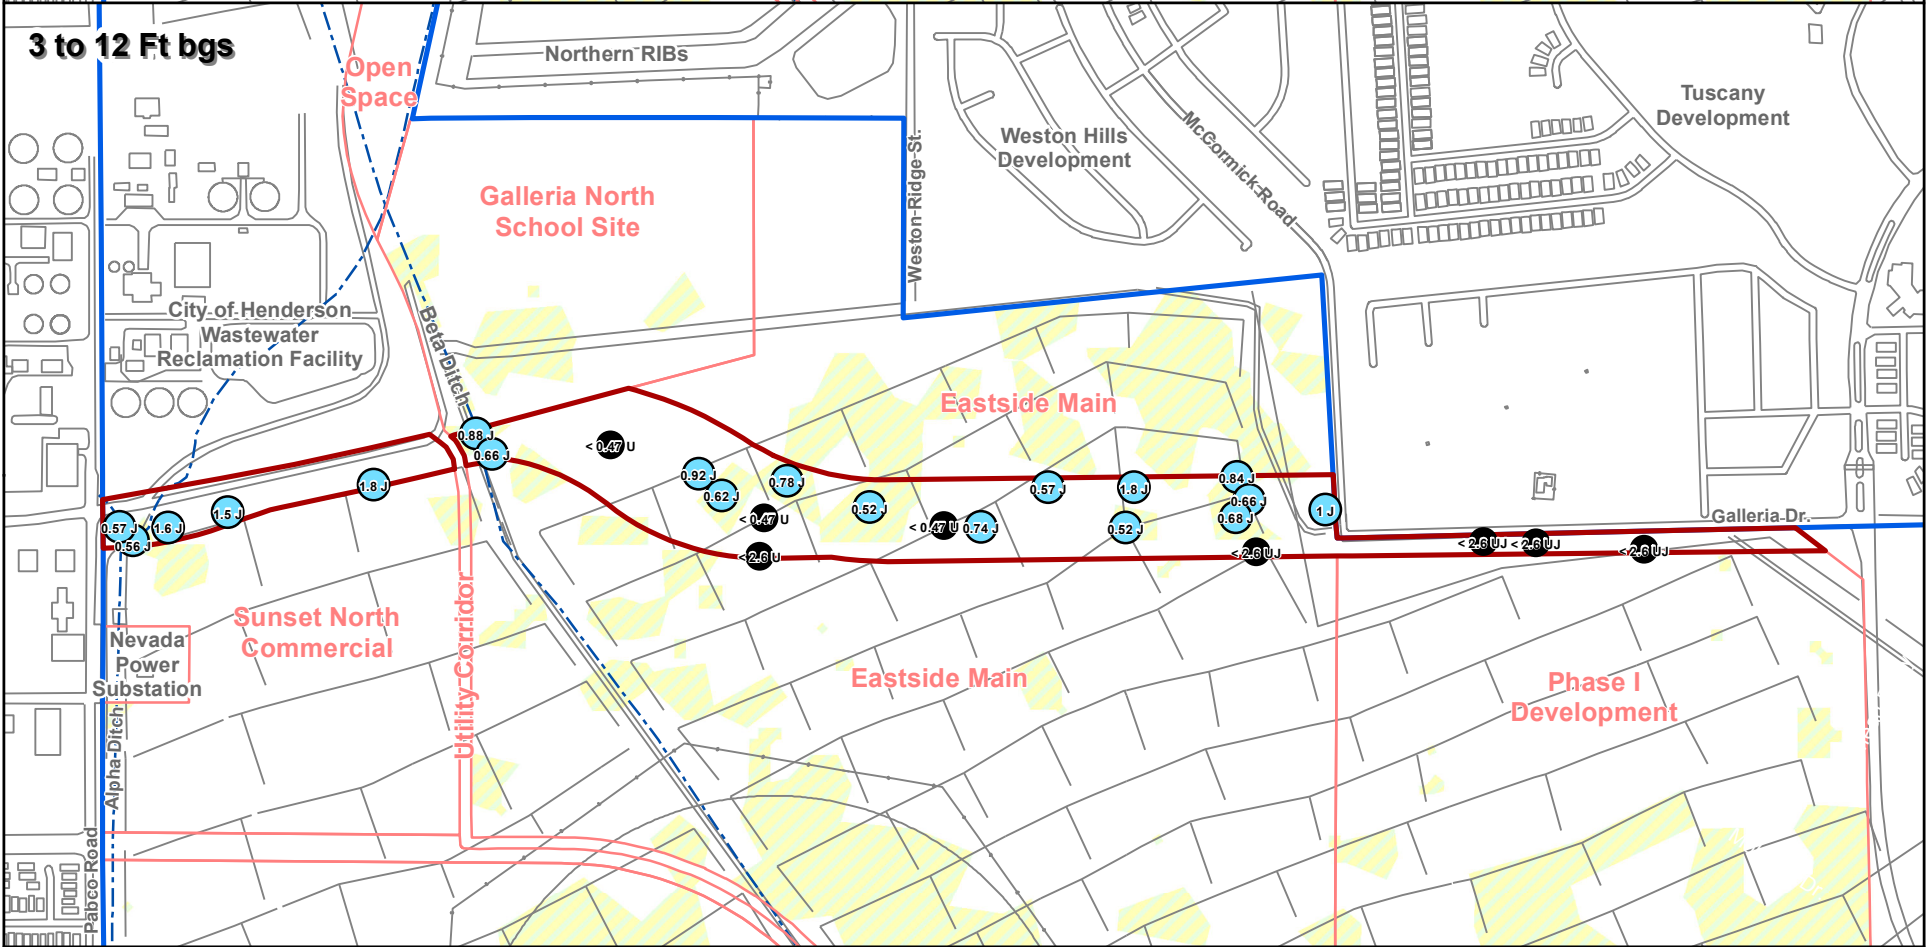 3 to 12 Ft bgs
Northern RIBs
Open
Space
Tuscany
Development
Weston Hills
Development
McCormick Road
Weston Ridge St.
Galleria North
School Site
City of Henderson
Wastewater
Reclamation Facility
Beta Ditch
Eastside Main
0.88 J
0.66 J
< 0.47 U
0.92 J
0.62 J
0.78 J
< 0.47 U
< 2.6 U
0.52 J
< 0.47 U
0.74 J
0.57 J
1.8 J
0.52 J
0.84 J
0.66 J
0.68 J
< 2.6 UJ
1 J
< 2.6 UJ
< 2.6 UJ
< 2.6 UJ
Galleria Dr.
1.8 J
1.5 J
1.6 J
0.57 J
0.56 J
Sunset North
Commercial
Utility Corridor
Nevada
Power
Substation
Eastside Main
Phase I
Development
Alpha Ditch
Pabco Road
Dr